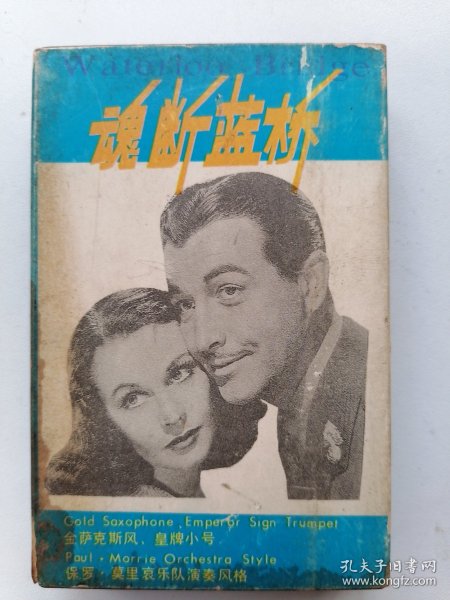 Waterloo Bridge
魂断蓝桥
Gold Saxophone、Emperor Sign Trumpet
金萨克斯风、皇牌小号
Paul·Marrie Orchestra Style
保罗·莫里哀乐队演奏风格
孔夫子旧书网
kongfz.com